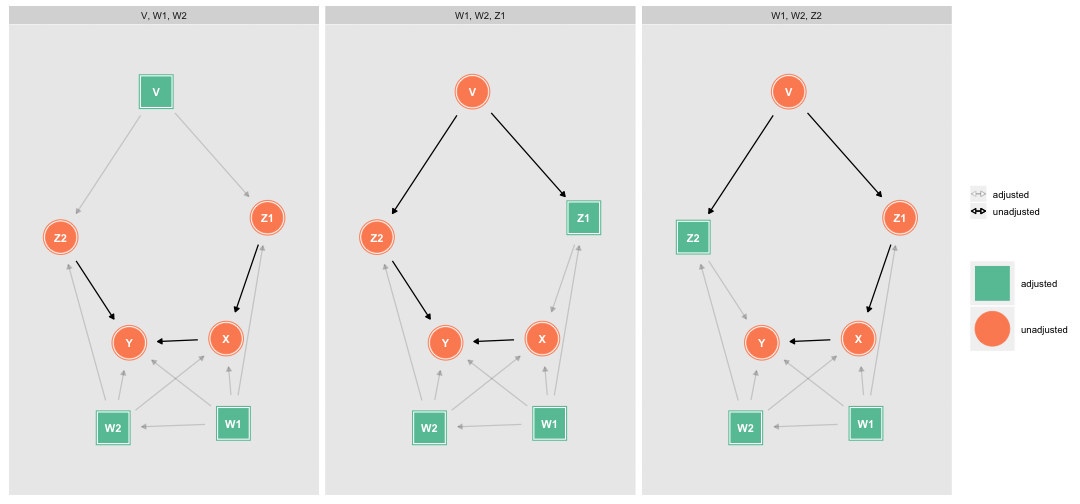 V, W1, W2
W1, W2, Z1
W1, W2, Z2
V
V
V
Z2
Z1
Z2
Z1
Z2
Z1
Y
X
Y
X
Y
X
W2
W1
W2
W1
W2
W1
adjusted
unadjusted
adjusted
unadjusted